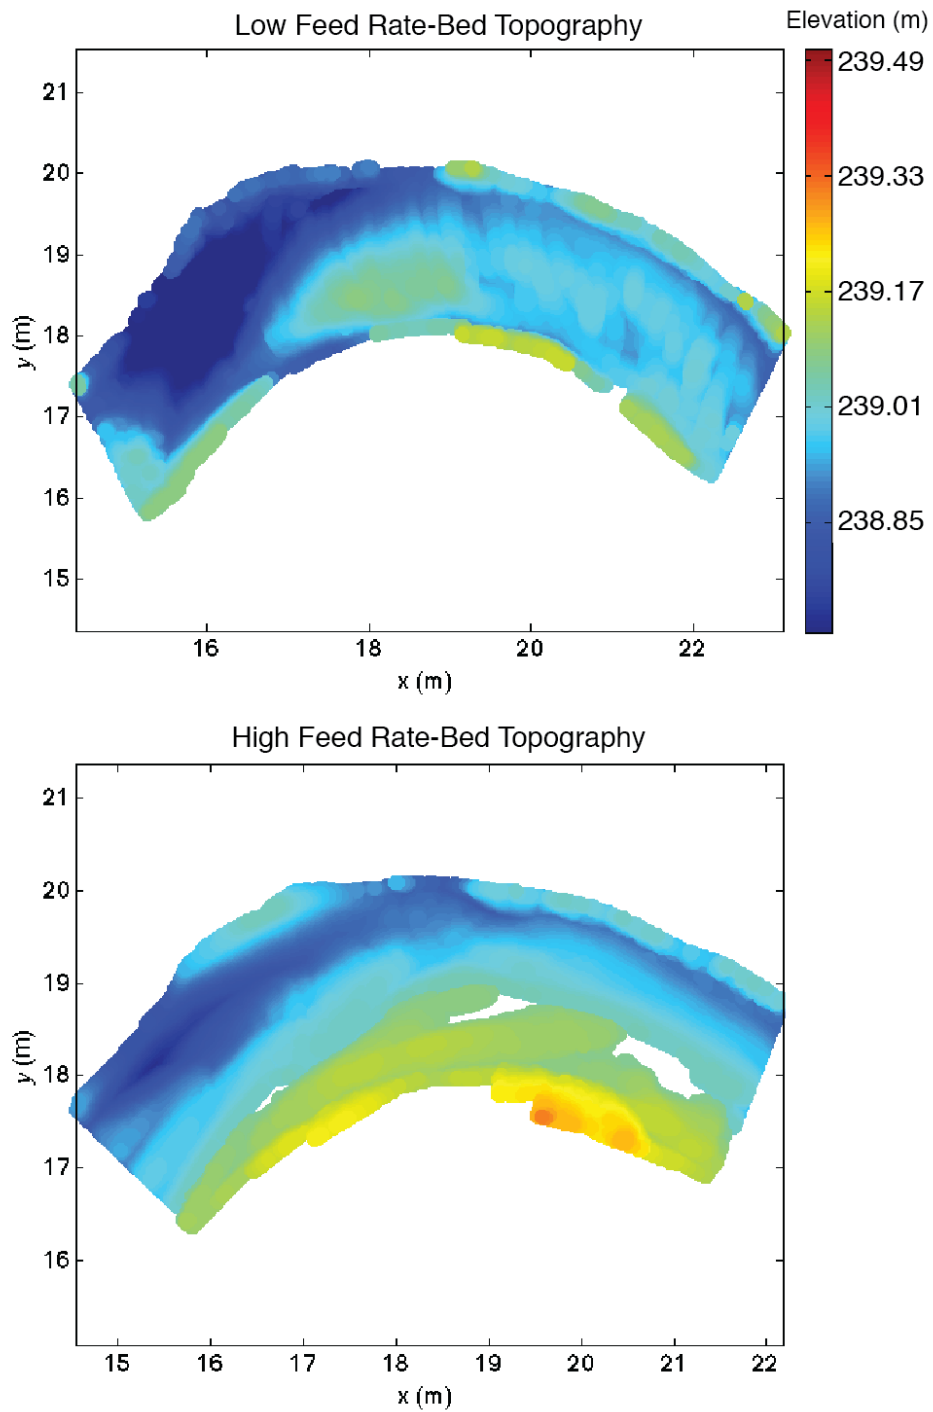 Low Feed Rate-Bed Topography
Elevation (m)
239.49
239.33
239.17
239.01
238.85
21
20
19
18
17
16
15
y (m)
16 18 20 22
x (m)
High Feed Rate-Bed Topography
21
20
19
18
17
16
y (m)
15 16 17 18 19 20 21 22
x (m)